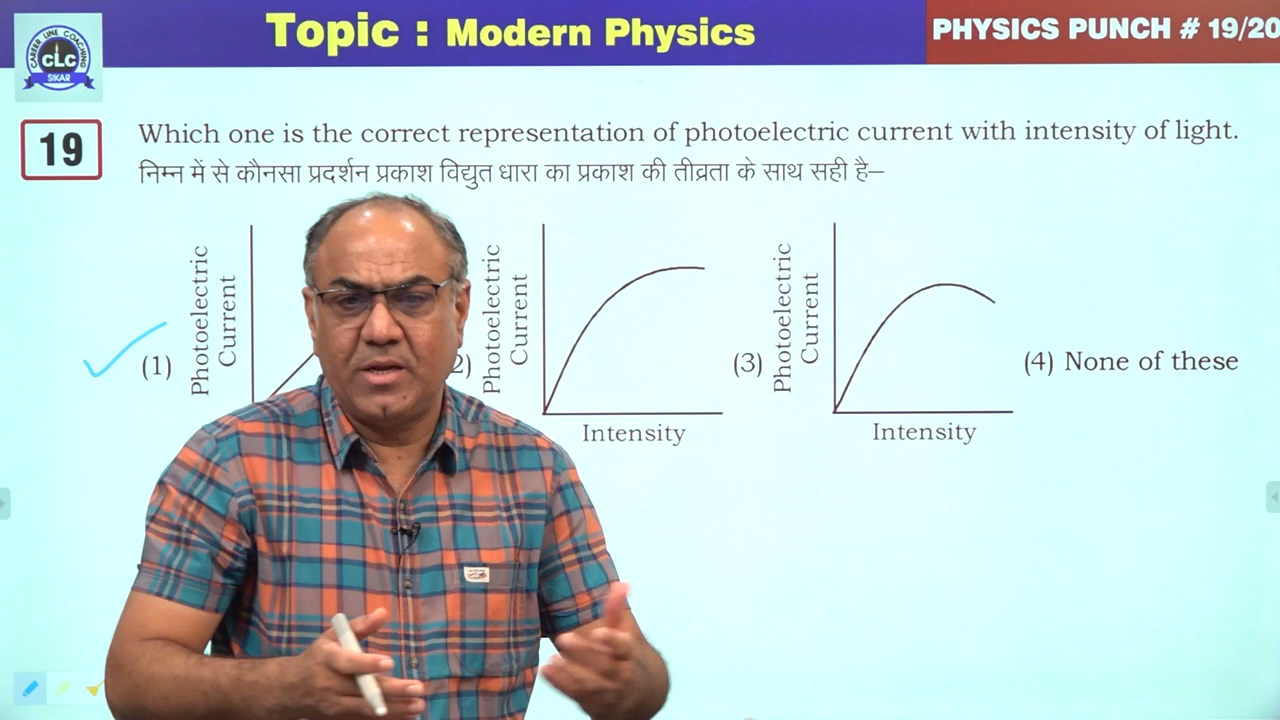 Topic : Modern Physics
PHYSICS PUNCH # 19/20
CAREER LINE COACHING
CLC
SIKAR
19
Which one is the correct representation of photoelectric current with intensity of light.
निम्न में से कौनसा प्रदर्शन प्रकाश विद्युत धारा का प्रकाश की तीव्रता के साथ सही है–
(1)
Photoelectric
Current
2)
Photoelectric
Current
Intensity
(3)
Photoelectric
Current
Intensity
(4) None of these